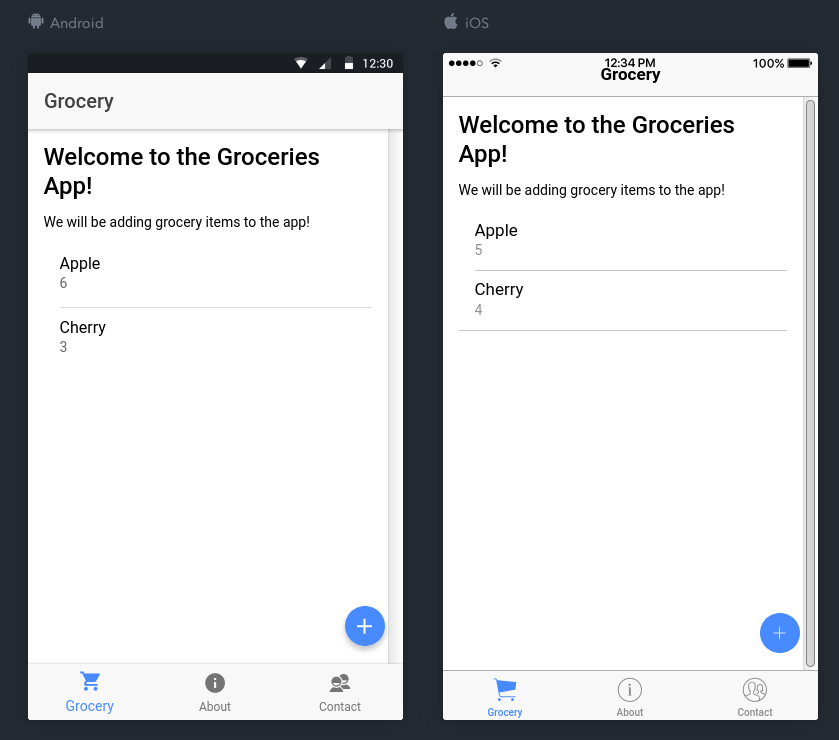 Android
12:30
Grocery
Welcome to the Groceries
App!
We will be adding grocery items to the app!
Apple
6
Cherry
3
Grocery
About
Contact
iOS
12:34 PM
100%
Grocery
Welcome to the Groceries
App!
We will be adding grocery items to the app!
Apple
5
Cherry
4
Grocery
About
Contact